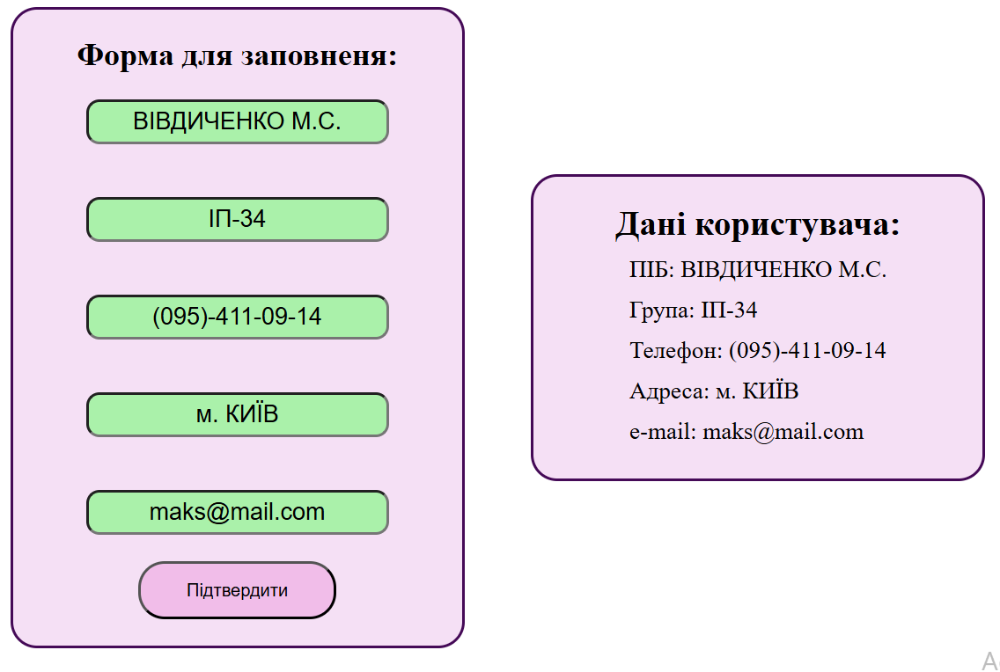 Форма для заповненя:
ВІВДИЧЕНКО М.С.
ІП-34
(095)-411-09-14
м. КИЇВ
maks@mail.com
Підтвердити
Дані користувача:
ПІБ: ВІВДИЧЕНКО М.С.
Група: ІП-34
Телефон: (095)-411-09-14
Адреса: м. КИЇВ
e-mail: maks@mail.com